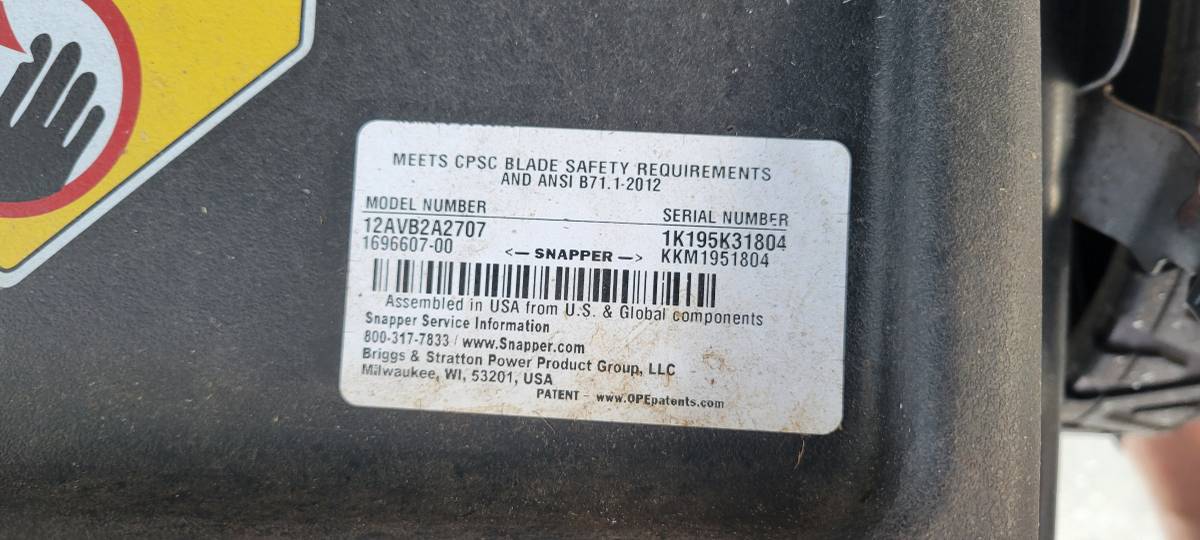 MEETS CPSC BLADE SAFETY REQUIREMENTS
AND ANSI B71.1-2012
MODEL NUMBER SERIAL NUMBER
12AVB2A2707 1K195K31804
1696607-00 <- SNAPPER -> KKM1951804
Assembled in USA from U.S. & Global components
Snapper Service Information
800-317-7833 / www.Snapper.com
Briggs & Stratton Power Product Group, LLC
Milwaukee, WI, 53201, USA
PATENT - www.OPEpatents.com